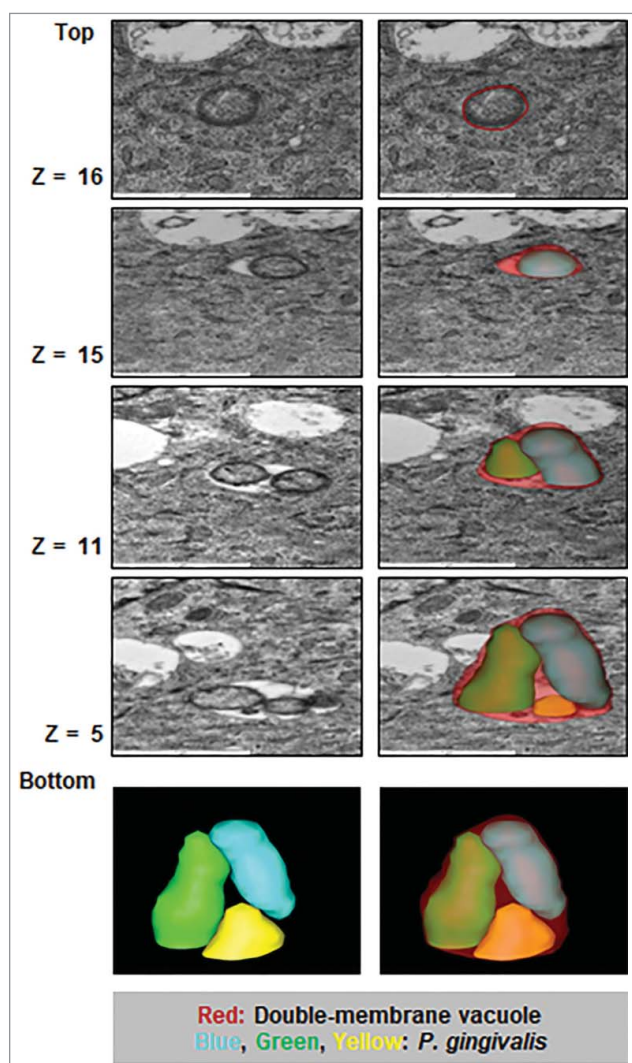 Top
Z = 16
Z = 15
Z = 11
Z = 5
Bottom
Red: Double-membrane vacuole
Blue, Green, Yellow: P. gingivalis